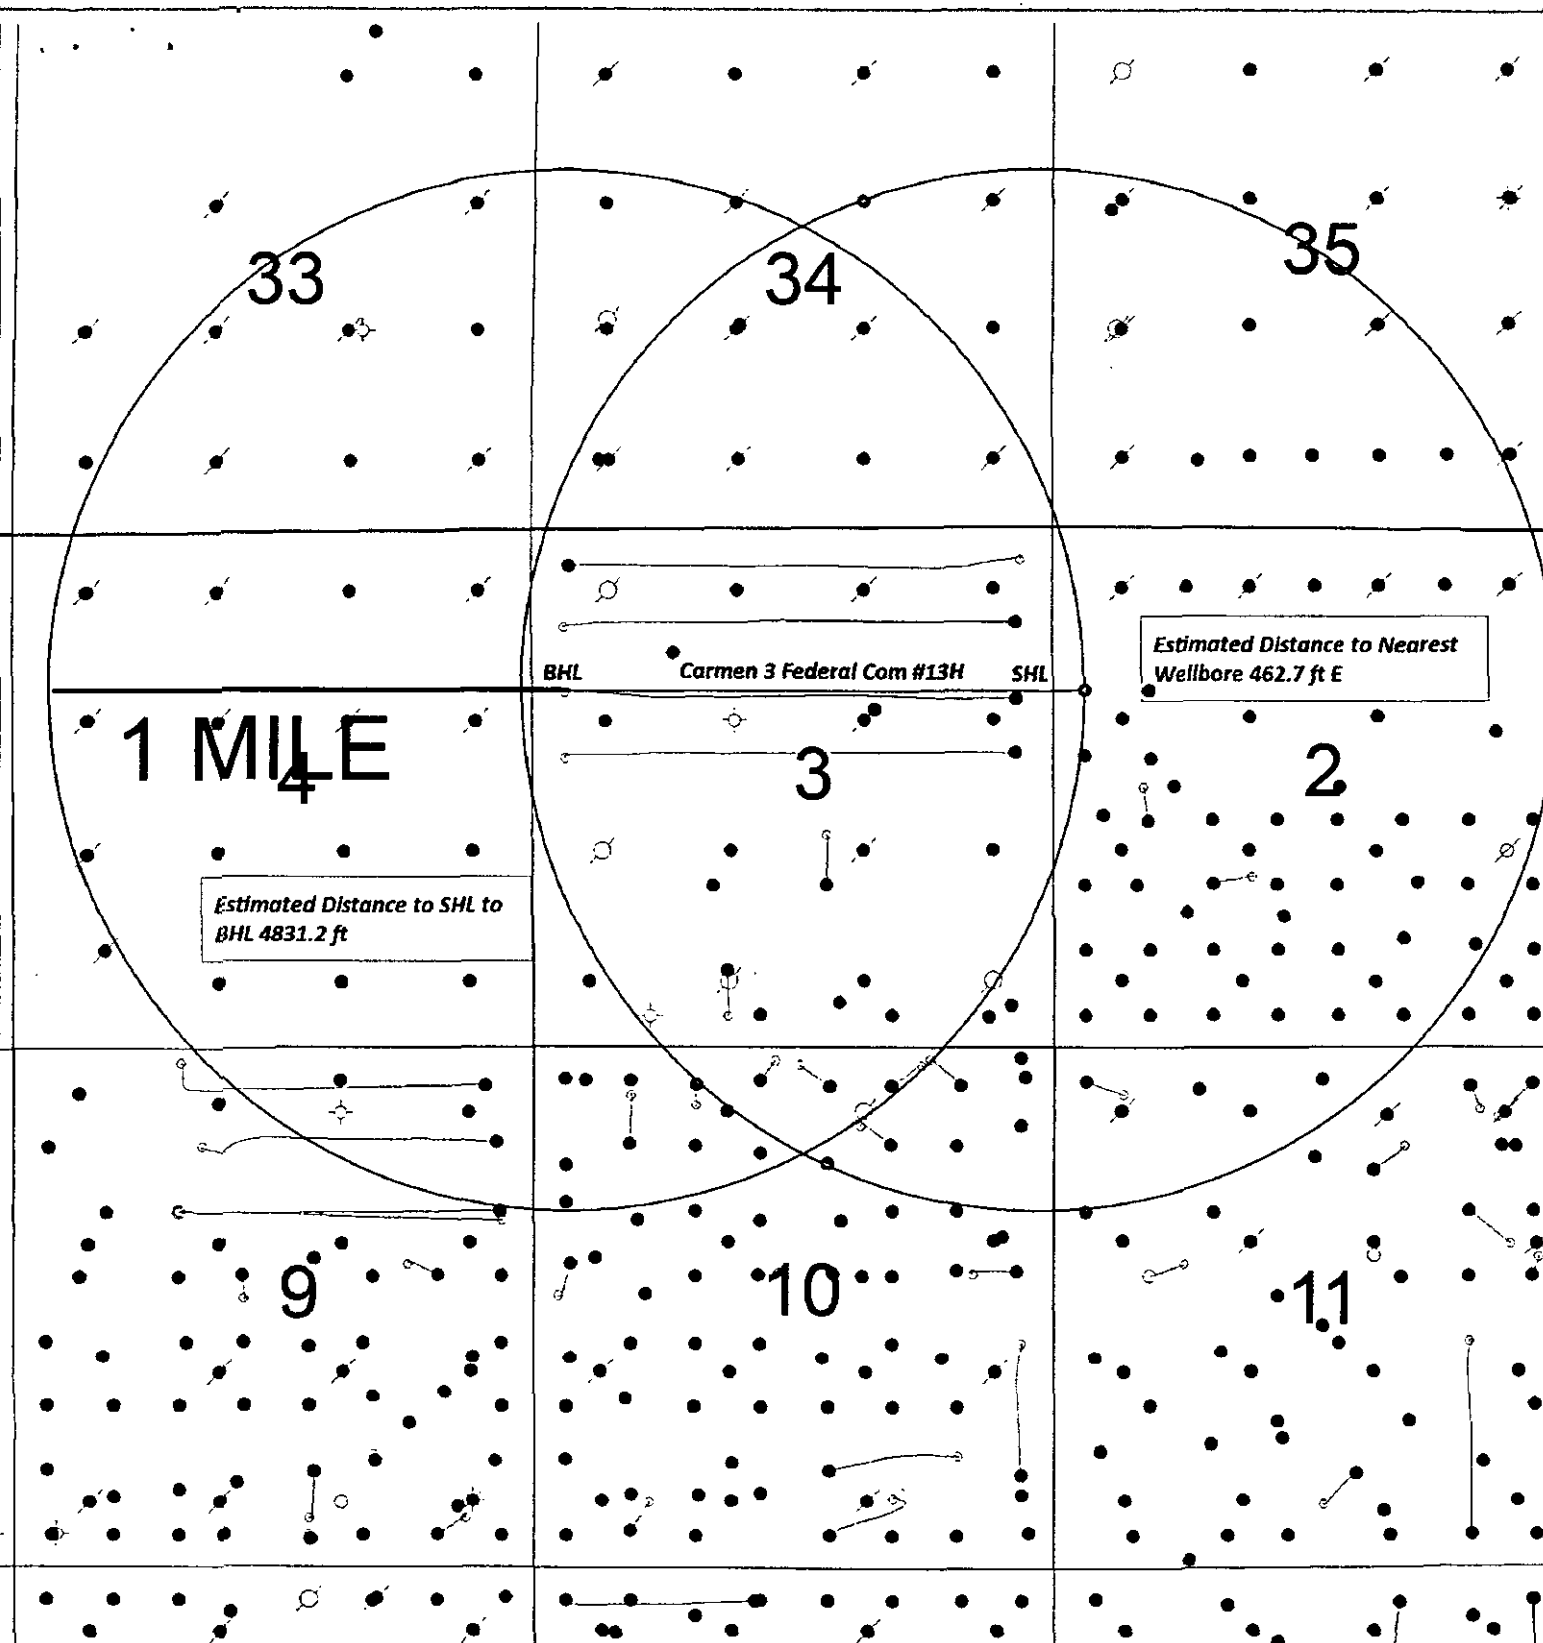 33
34
35
Estimated Distance to Nearest
Wellbore 462.7 ft E
BHL
Carmen 3 Federal Com #13H
SHL
1 MILE
4
3
2
Estimated Distance to SHL to
BHL 4831.2 ft
9
10
11